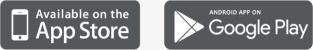 Available on the
App Store
ANDROID APP ON
Google Play